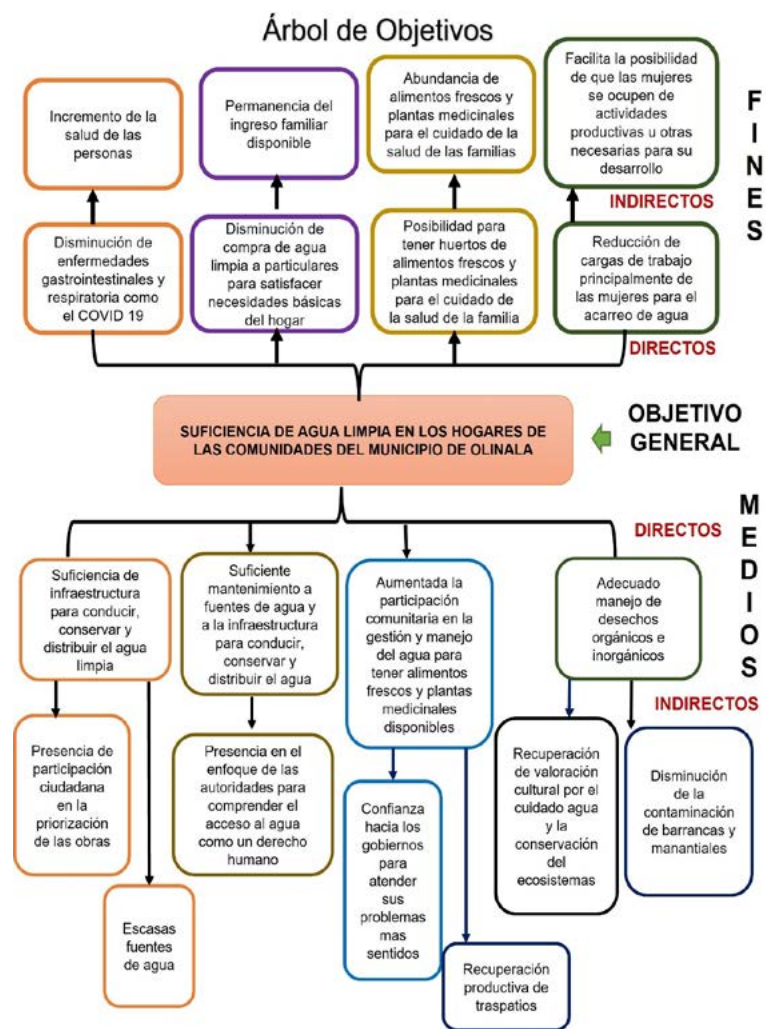 Árbol de Objetivos
Incremento de la
salud de las
personas
Permanencia del
ingreso familiar
disponible
Abundancia de
alimentos frescos y
plantas medicinales
para el cuidado de la
salud de las familias
Facilita la posibilidad
de que las mujeres
se ocupen de
actividades
productivas u otras
necesarias para su
desarrollo
FINES
INDIRECTOS
Disminución de
enfermedades
gastrointestinales y
respiratoria como
el COVID 19
Disminución de
compra de agua
limpia a particulares
para satisfacer
necesidades básicas
del hogar
Posibilidad para
tener huertos de
alimentos frescos y
plantas medicinales
para el cuidado de
la salud de la familia
Reducción de
cargas de trabajo
principalmente de
las mujeres para el
acarreo de agua
DIRECTOS
SUFICIENCIA DE AGUA LIMPIA EN LOS HOGARES DE
LAS COMUNIDADES DEL MUNICIPIO DE OLINALA
OBJETIVO
GENERAL
MEDIOS
DIRECTOS
Suficiencia de
infraestructura
para conducir,
conservar y
distribuir el agua
limpia
Suficiente
mantenimiento a
fuentes de agua y
a la infraestructura
para conducir,
conservar y
distribuir el agua
Aumentada la
participación
comunitaria en la
gestión y manejo
del agua para
tener alimentos
frescos y plantas
medicinales
disponibles
Adecuado
manejo de
desechos
orgánicos e
inorgánicos
INDIRECTOS
Presencia de
participación
ciudadana
en la
priorización
de las obras
Escasas
fuentes
de agua
Presencia en el
enfoque de las
autoridades para
comprender el
acceso al agua
como un derecho
humano
Confianza
hacia los
gobiernos
para
atender
sus
problemas
mas
sentidos
Recuperación
productiva de
traspatios
Recuperación
de valoración
cultural por el
cuidado agua
y la
conservación
del
ecosistemas
Disminución
de la
contaminación
de barrancas y
manantiales